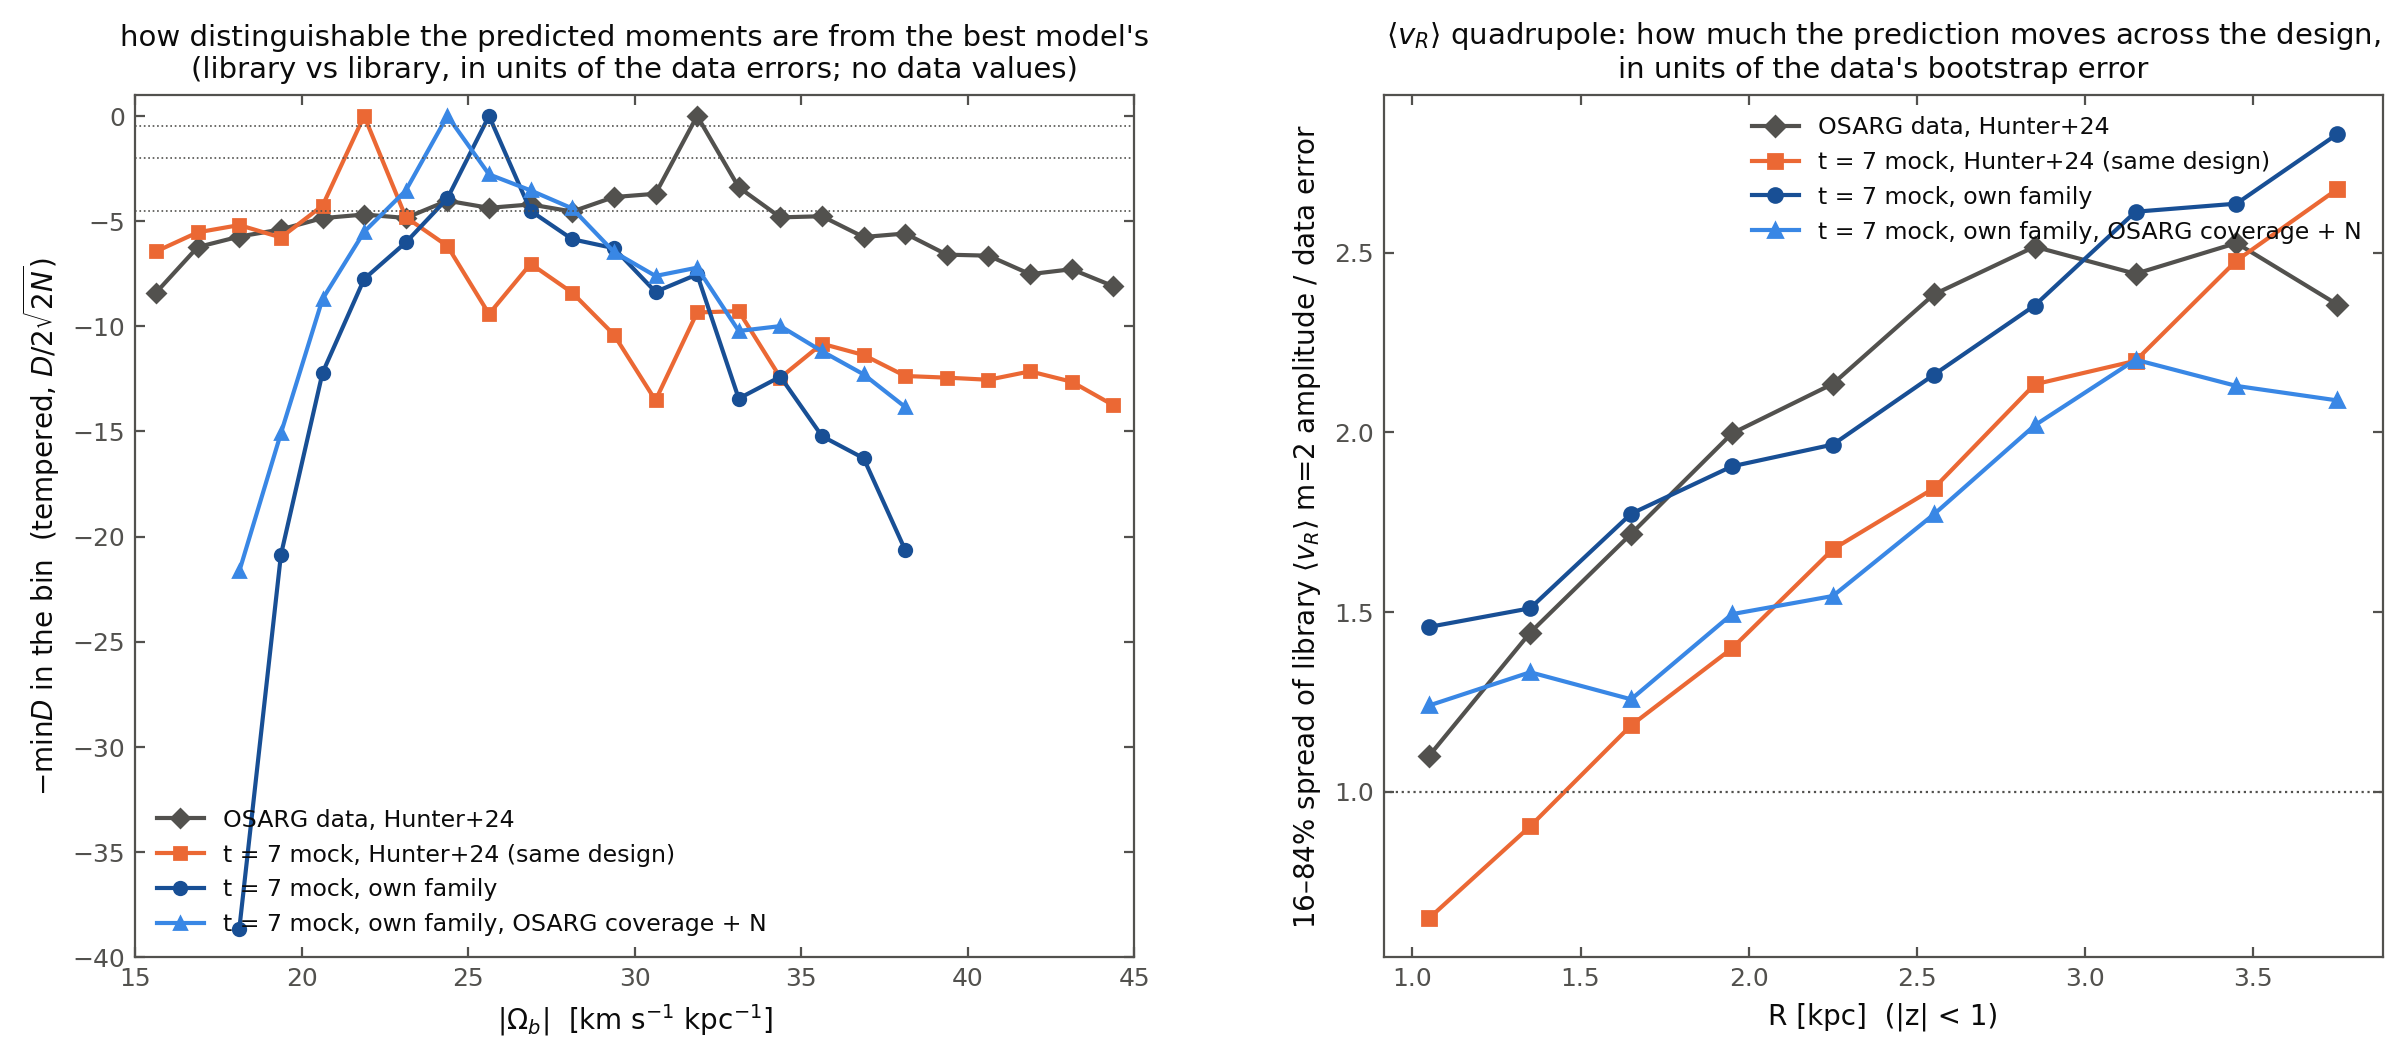 how distinguishable the predicted moments are from the best model's
(library vs library, in units of the data errors; no data values)
−minD in the bin  (tempered, D/2√2N)
0
−5
−10
−15
−20
−25
−30
−35
−40
OSARG data, Hunter+24
t = 7 mock, Hunter+24 (same design)
t = 7 mock, own family
t = 7 mock, own family, OSARG coverage + N
15 20 25 30 35 40 45
|Ω_b|  [km s⁻¹ kpc⁻¹]
⟨v_R⟩ quadrupole: how much the prediction moves across the design,
in units of the data's bootstrap error
16–84% spread of library ⟨v_R⟩ m=2 amplitude / data error
OSARG data, Hunter+24
t = 7 mock, Hunter+24 (same design)
t = 7 mock, own family
t = 7 mock, own family, OSARG coverage + N
2.5
2.0
1.5
1.0
1.0 1.5 2.0 2.5 3.0 3.5
R [kpc]  (|z| < 1)